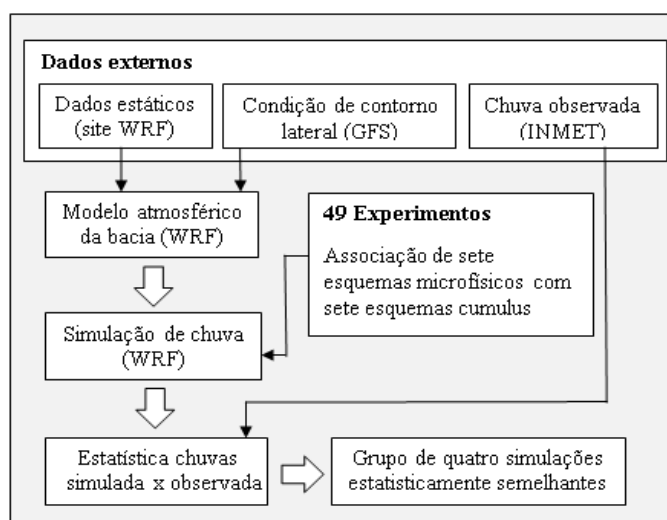 Dados externos
Dados estáticos
(site WRF)
Condição de contorno
lateral (GFS)
Chuva observada
(INMET)
Modelo atmosférico
da bacia (WRF)
49 Experimentos
Associação de sete
esquemas microfísicos com
sete esquemas cumulus
Simulação de chuva
(WRF)
Estatística chuvas
simulada x observada
Grupo de quatro simulações
estatisticamente semelhantes